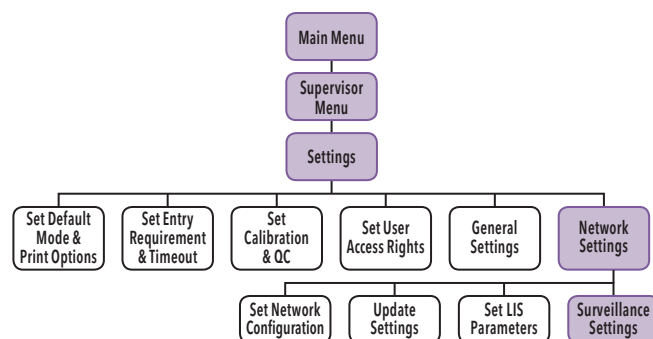 Main Menu
Supervisor
Menu
Settings
Set Default
Mode &
Print Options
Set Entry
Requirement
& Timeout
Set
Calibration
& QC
Set User
Access Rights
General
Settings
Network
Settings
Set Network
Configuration
Update
Settings
Set LIS
Parameters
Surveillance
Settings